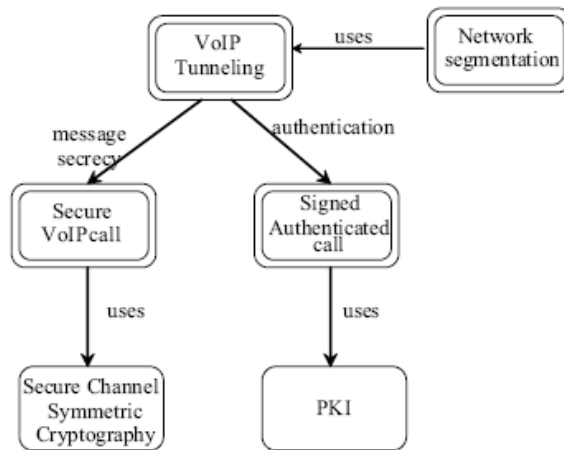 VoIP
Tunneling
uses
Network
segmentation
message
secrecy
authentication
Secure
VoIPcall
Signed
Authenticated
call
uses
uses
Secure Channel
Symmetric
Cryptography
PKI